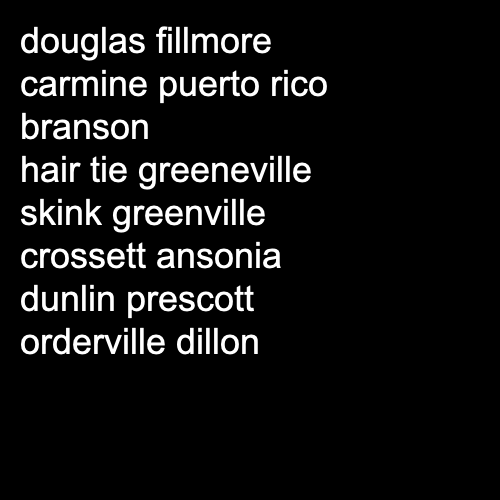 douglas fillmore
carmine puerto rico
branson
hair tie greeneville
skink greenville
crossett ansonia
dunlin prescott
orderville dillon